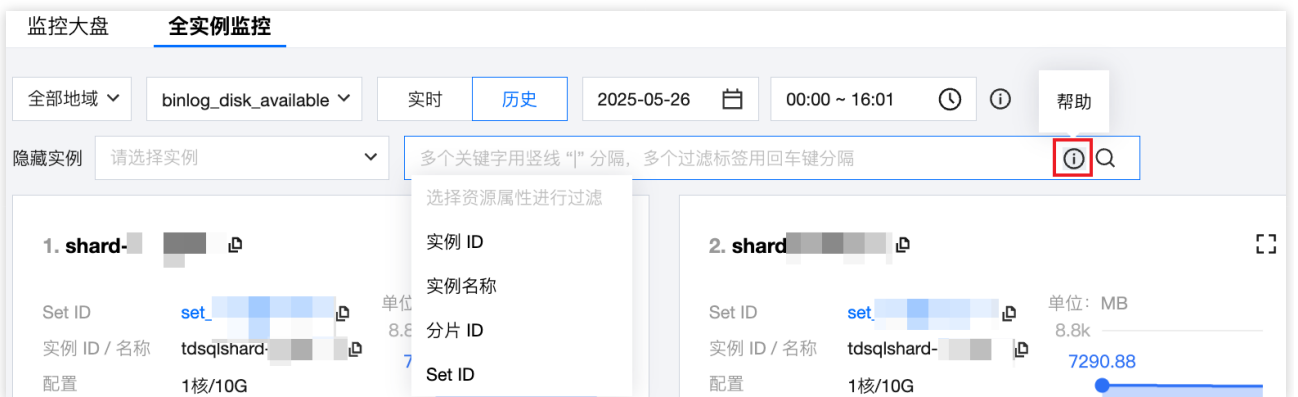 监控大盘 全实例监控
全部地域 binlog_disk_available 实时 历史 2025-05-26 00:00 ~ 16:01 帮助
隐藏实例 请选择实例 多个关键字用竖线 “|” 分隔，多个过滤标签用回车键分隔
选择资源属性进行过滤
实例 ID
实例名称
分片 ID
Set ID
1. shard-
Set ID set_ 单位
8.8
实例 ID / 名称 tdsqlshard-
7
配置 1核/10G
2. shard
Set ID set_ 单位：MB
8.8k
实例 ID / 名称 tdsqlshard-
7290.88
配置 1核/10G